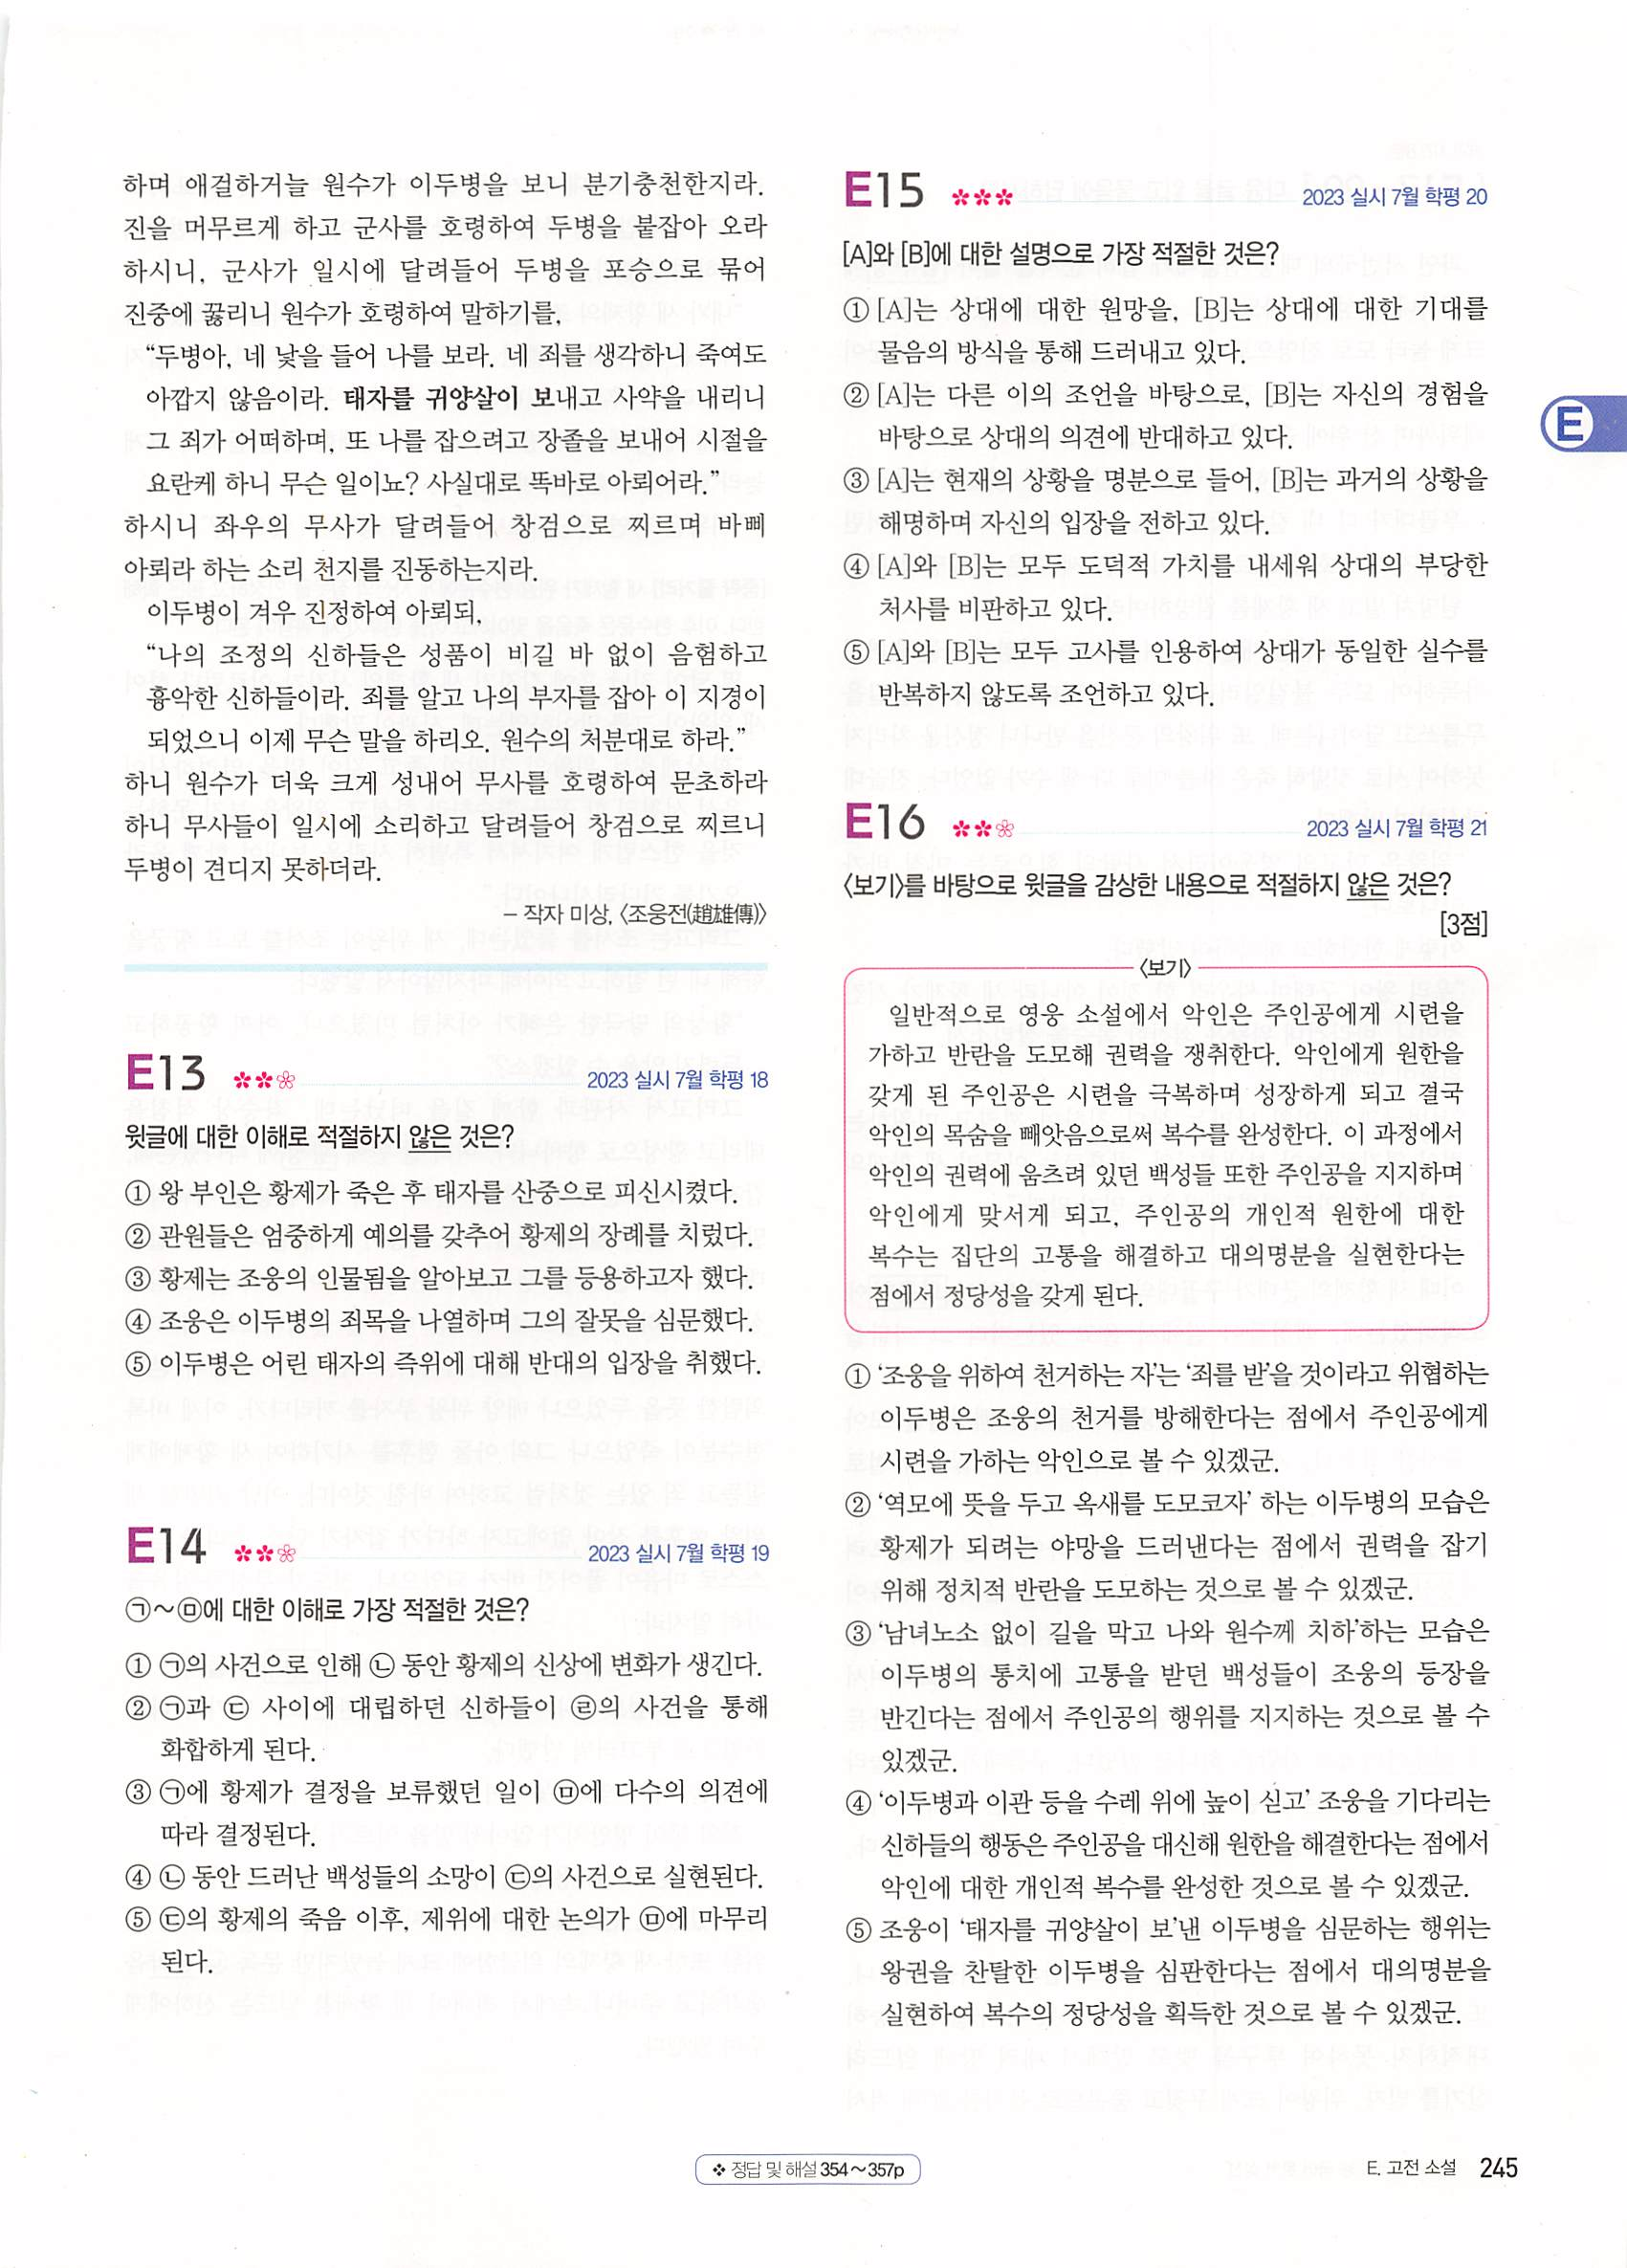 하며 애걸하거늘 원수가 이두병을 보니 분기충천한지라.
진을 머무르게 하고 군사를 호령하여 두병을 붙잡아 오라
하시니, 군사가 일시에 달려들어 두병을 포승으로 묶어
진중에 꿇리니 원수가 호령하여 말하기를,
“두병아, 네 낯을 들어 나를 보라. 네 죄를 생각하니 죽여도
아깝지 않음이라. 태자를 귀양살이 보내고 사약을 내리니
그 죄가 어떠하며, 또 나를 잡으려고 장졸을 보내어 시절을
요란케 하니 무슨 일이뇨? 사실대로 똑바로 아뢰어라.”
하시니 좌우의 무사가 달려들어 창검으로 찌르며 바삐
아뢰라 하는 소리 천지를 진동하는지라.
이두병이 겨우 진정하여 아뢰되,
“나의 조정의 신하들은 성품이 비길 바 없이 음험하고
흉악한 신하들이라. 죄를 알고 나의 부자를 잡아 이 지경이
되었으니 이제 무슨 말을 하리오. 원수의 처분대로 하라.”
하니 원수가 더욱 크게 성내어 무사를 호령하여 문초하라
하니 무사들이 일시에 소리하고 달려들어 창검으로 찌르니
두병이 견디지 못하더라.
- 작자 미상, 〈조웅전(趙雄傳)〉
E13 2023 실시 7월 학평 18
윗글에 대한 이해로 적절하지 않은 것은?
① 왕 부인은 황제가 죽은 후 태자를 산중으로 피신시켰다.
② 관원들은 엄중하게 예의를 갖추어 황제의 장례를 치렀다.
③ 황제는 조웅의 인물됨을 알아보고 그를 등용하고자 했다.
④ 조웅은 이두병의 죄목을 나열하며 그의 잘못을 심문했다.
⑤ 이두병은 어린 태자의 즉위에 대해 반대의 입장을 취했다.
E14 2023 실시 7월 학평 19
㉠~㉤에 대한 이해로 가장 적절한 것은?
① ㉠의 사건으로 인해 ㉡ 동안 황제의 신상에 변화가 생긴다.
② ㉠과 ㉢ 사이에 대립하던 신하들이 ㉣의 사건을 통해
화합하게 된다.
③ ㉠에 황제가 결정을 보류했던 일이 ㉤에 다수의 의견에
따라 결정된다.
④ ㉡ 동안 드러난 백성들의 소망이 ㉢의 사건으로 실현된다.
⑤ ㉢의 황제의 죽음 이후, 제위에 대한 논의가 ㉤에 마무리
된다.
E15 2023 실시 7월 학평 20
[A]와 [B]에 대한 설명으로 가장 적절한 것은?
① [A]는 상대에 대한 원망을, [B]는 상대에 대한 기대를
물음의 방식을 통해 드러내고 있다.
② [A]는 다른 이의 조언을 바탕으로, [B]는 자신의 경험을
바탕으로 상대의 의견에 반대하고 있다.
③ [A]는 현재의 상황을 명분으로 들어, [B]는 과거의 상황을
해명하며 자신의 입장을 전하고 있다.
④ [A]와 [B]는 모두 도덕적 가치를 내세워 상대의 부당한
처사를 비판하고 있다.
⑤ [A]와 [B]는 모두 고사를 인용하여 상대가 동일한 실수를
반복하지 않도록 조언하고 있다.
E16 2023 실시 7월 학평 21
〈보기〉를 바탕으로 윗글을 감상한 내용으로 적절하지 않은 것은?
[3점]
〈보기〉
일반적으로 영웅 소설에서 악인은 주인공에게 시련을
가하고 반란을 도모해 권력을 쟁취한다. 악인에게 원한을
갖게 된 주인공은 시련을 극복하며 성장하게 되고 결국
악인의 목숨을 빼앗음으로써 복수를 완성한다. 이 과정에서
악인의 권력에 움츠려 있던 백성들 또한 주인공을 지지하며
악인에게 맞서게 되고, 주인공의 개인적 원한에 대한
복수는 집단의 고통을 해결하고 대의명분을 실현한다는
점에서 정당성을 갖게 된다.
① ‘조웅을 위하여 천거하는 자’는 ‘죄를 받’을 것이라고 위협하는
이두병은 조웅의 천거를 방해한다는 점에서 주인공에게
시련을 가하는 악인으로 볼 수 있겠군.
② ‘역모에 뜻을 두고 옥새를 도모코자’ 하는 이두병의 모습은
황제가 되려는 야망을 드러낸다는 점에서 권력을 잡기
위해 정치적 반란을 도모하는 것으로 볼 수 있겠군.
③ ‘남녀노소 없이 길을 막고 나와 원수께 치하’하는 모습은
이두병의 통치에 고통을 받던 백성들이 조웅의 등장을
반긴다는 점에서 주인공의 행위를 지지하는 것으로 볼 수
있겠군.
④ ‘이두병과 이관 등을 수레 위에 높이 싣고’ 조웅을 기다리는
신하들의 행동은 주인공을 대신해 원한을 해결한다는 점에서
악인에 대한 개인적 복수를 완성한 것으로 볼 수 있겠군.
⑤ 조웅이 ‘태자를 귀양살이 보’낸 이두병을 심문하는 행위는
왕권을 찬탈한 이두병을 심판한다는 점에서 대의명분을
실현하여 복수의 정당성을 획득한 것으로 볼 수 있겠군.
E
❖ 정답 및 해설 354~357p
E. 고전 소설 245